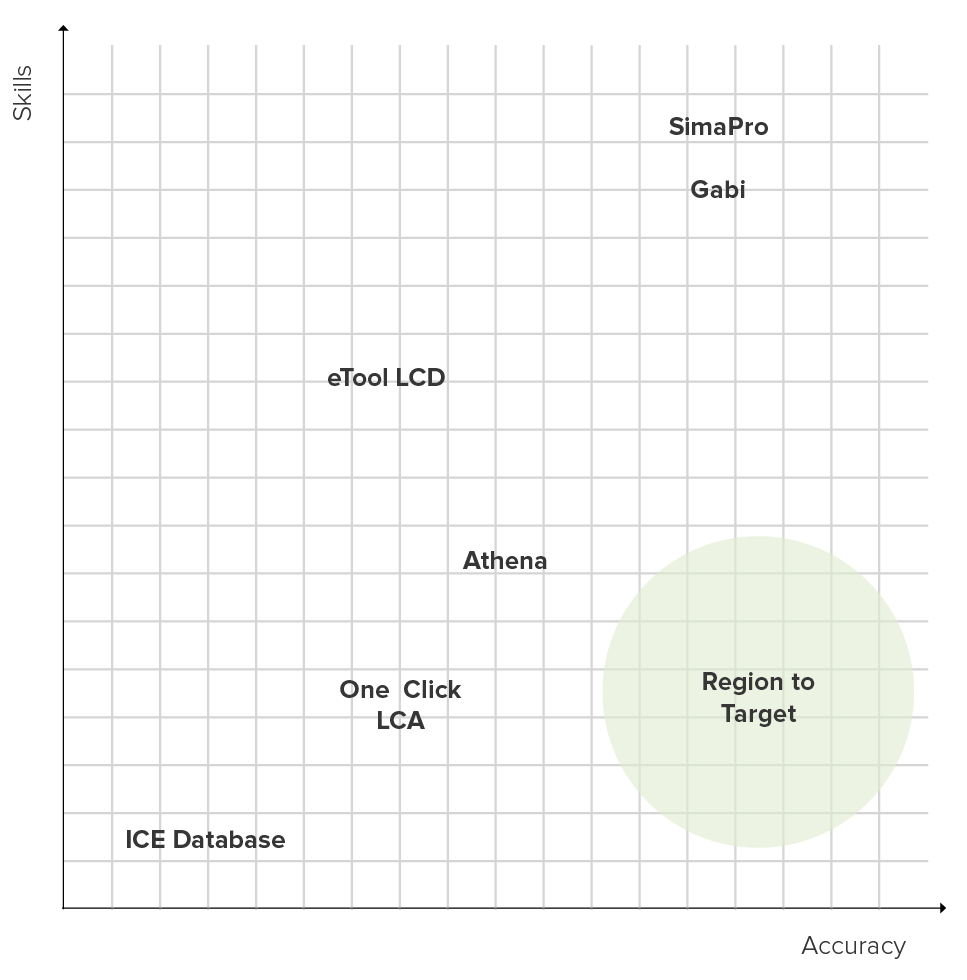 Skills
SimaPro
Gabi
eTool LCD
Athena
One Click
LCA
Region to
Target
ICE Database
Accuracy